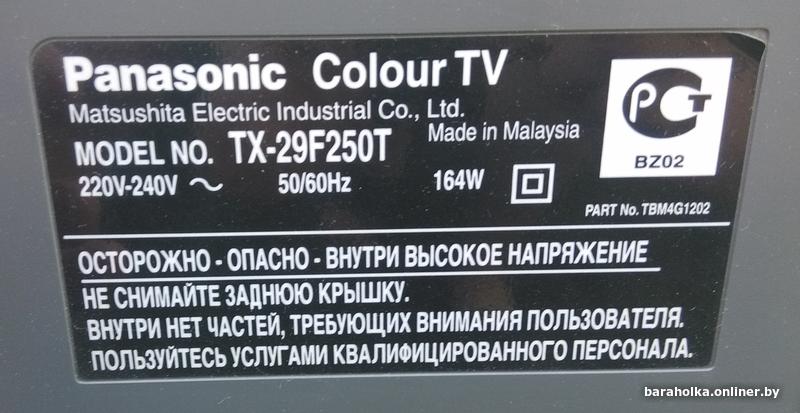 Panasonic Colour TV
Matsushita Electric Industrial Co., Ltd.
Made in Malaysia
MODEL NO. TX-29F250T
220V-240V ~ 50/60Hz 164W
РСТ
BZ02
PART No. TBM4G1202
ОСТОРОЖНО - ОПАСНО - ВНУТРИ ВЫСОКОЕ НАПРЯЖЕНИЕ
НЕ СНИМАЙТЕ ЗАДНЮЮ КРЫШКУ.
ВНУТРИ НЕТ ЧАСТЕЙ, ТРЕБУЮЩИХ ВНИМАНИЯ ПОЛЬЗОВАТЕЛЯ.
ПОЛЬЗУЙТЕСЬ УСЛУГАМИ КВАЛИФИЦИРОВАННОГО ПЕРСОНАЛА.
baraholka.onliner.by